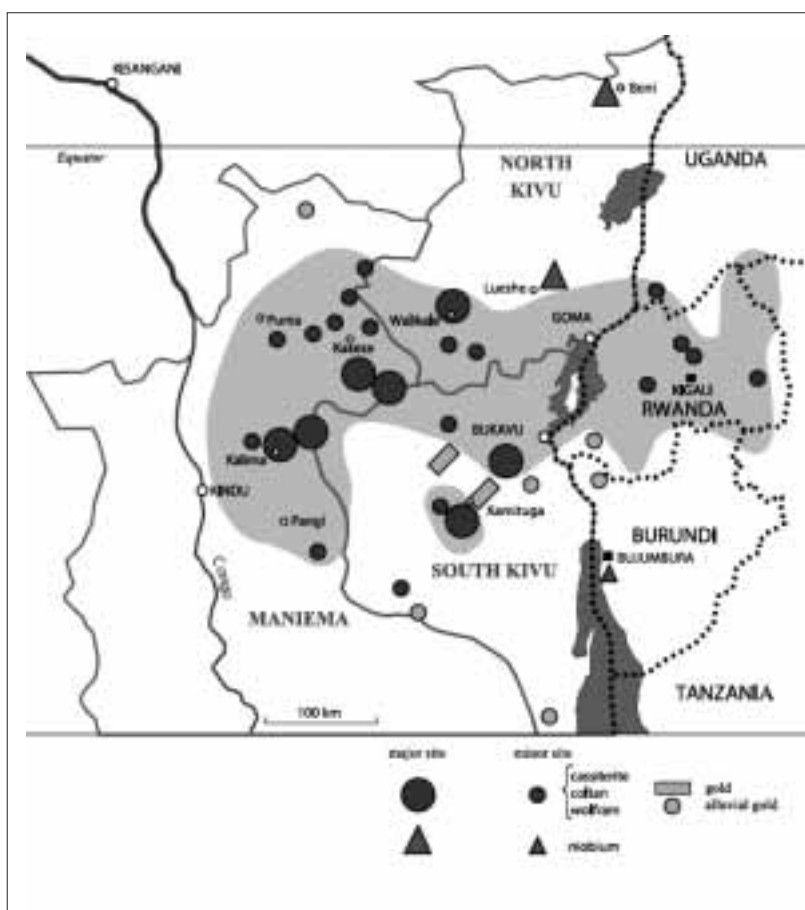 KISANGANI
Beni
Equator
NORTH
KIVU
UGANDA
Lueshe
Punia
Walikale
GOMA
Kailese
KIGALI
RWANDA
BUKAVU
Kalima
KINDU
Kamituga
Pangi
BURUNDI
BUJUMBURA
SOUTH KIVU
Congo
MANIEMA
TANZANIA
100 km
major site
minor site
cassiterite
coltan
wolfram
gold
alluvial gold
niobium